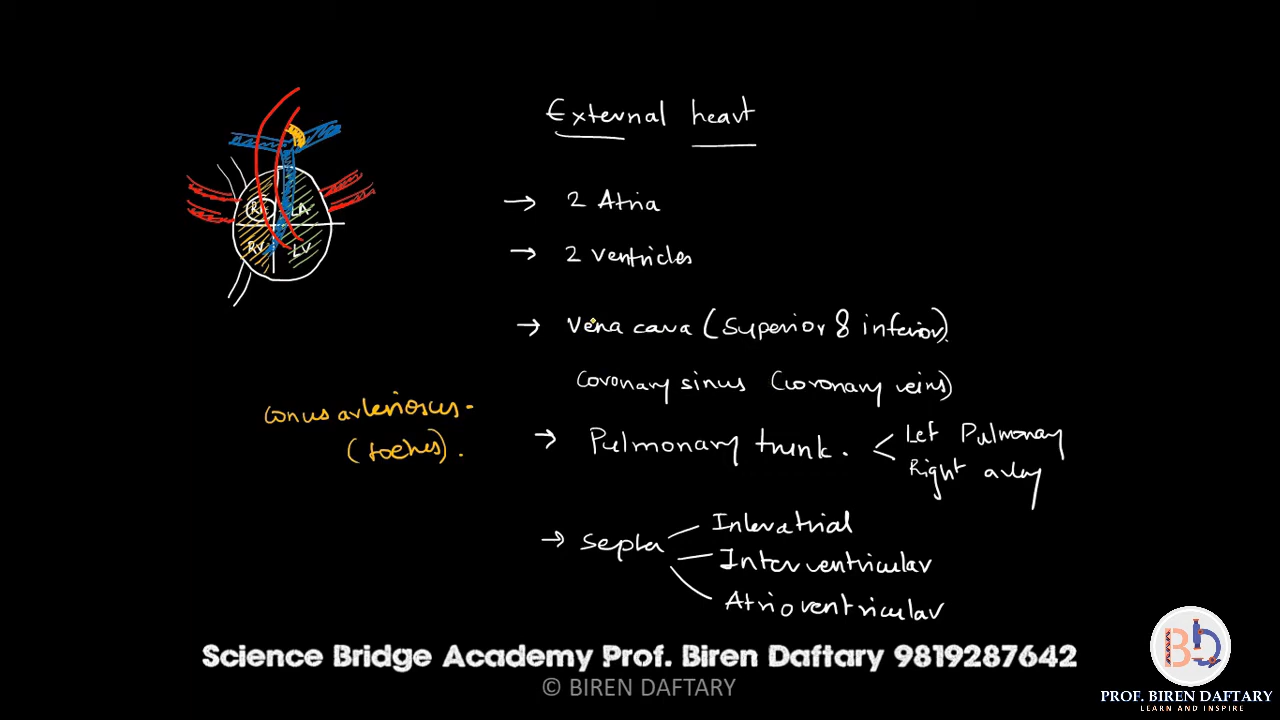 External heart
RA LA
RV LV
→ 2 Atria
→ 2 ventricles
→ Vena cava (Superior & inferior).
Coronary sinus (coronary veins)
conus arteriosus.
(foetus).
→ Pulmonary trunk.
Left Pulmonary
Right artery
→ Septa
Interatrial
Interventricular
Atrioventricular
Science Bridge Academy Prof. Biren Daftary 9819287642
© BIREN DAFTARY
PROF. BIREN DAFTARY
LEARN AND INSPIRE